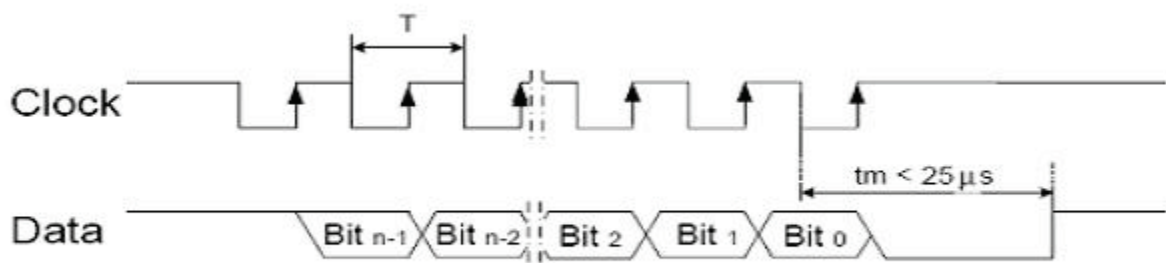 T
Clock
tm < 25 μs
Data Bit n-1 Bit n-2 Bit 2 Bit 1 Bit 0